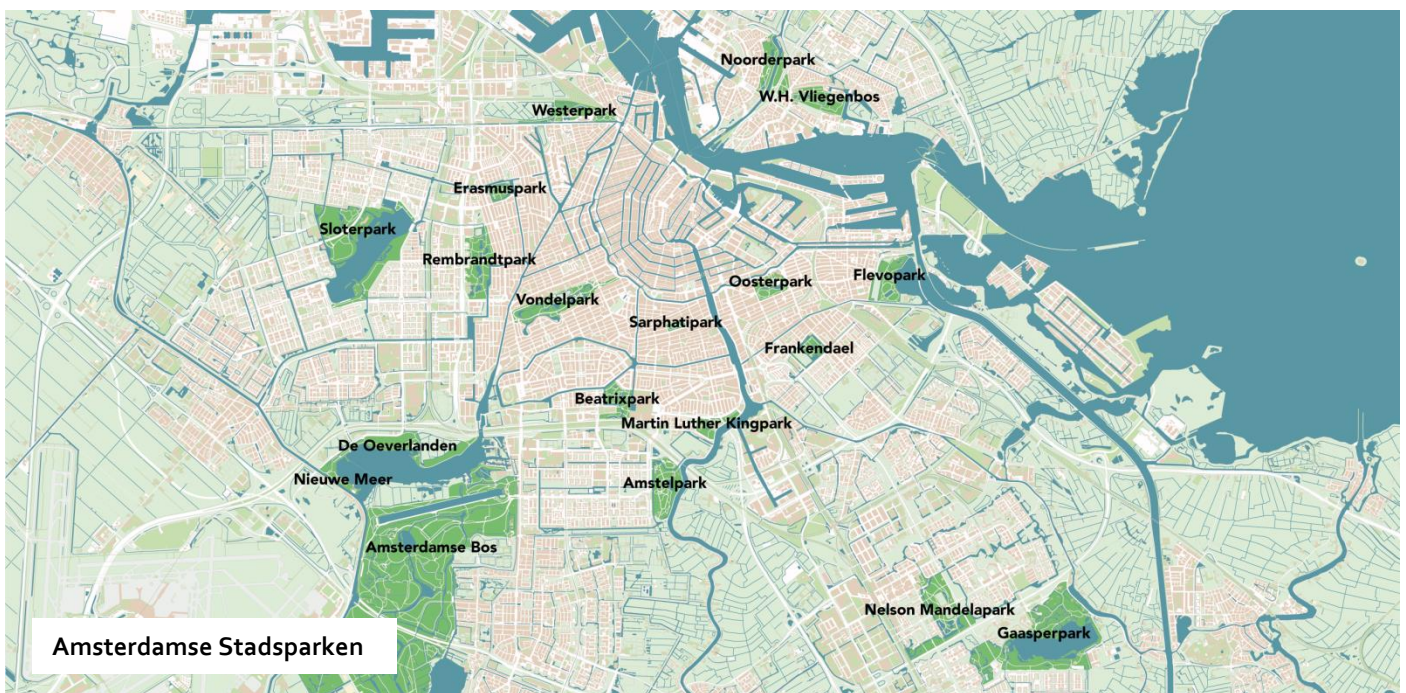 Noorderpark
W.H. Vliegenbos
Westerpark
Erasmuspark
Sloterpark
Rembrandtpark
Vondelpark
Oosterpark
Flevopark
Sarphatipark
Frankendael
Beatrixpark
Martin Luther Kingpark
De Oeverlanden
Nieuwe Meer
Amstelpark
Amsterdamse Bos
Nelson Mandelapark
Gaasperpark
Amsterdamse Stadsparken